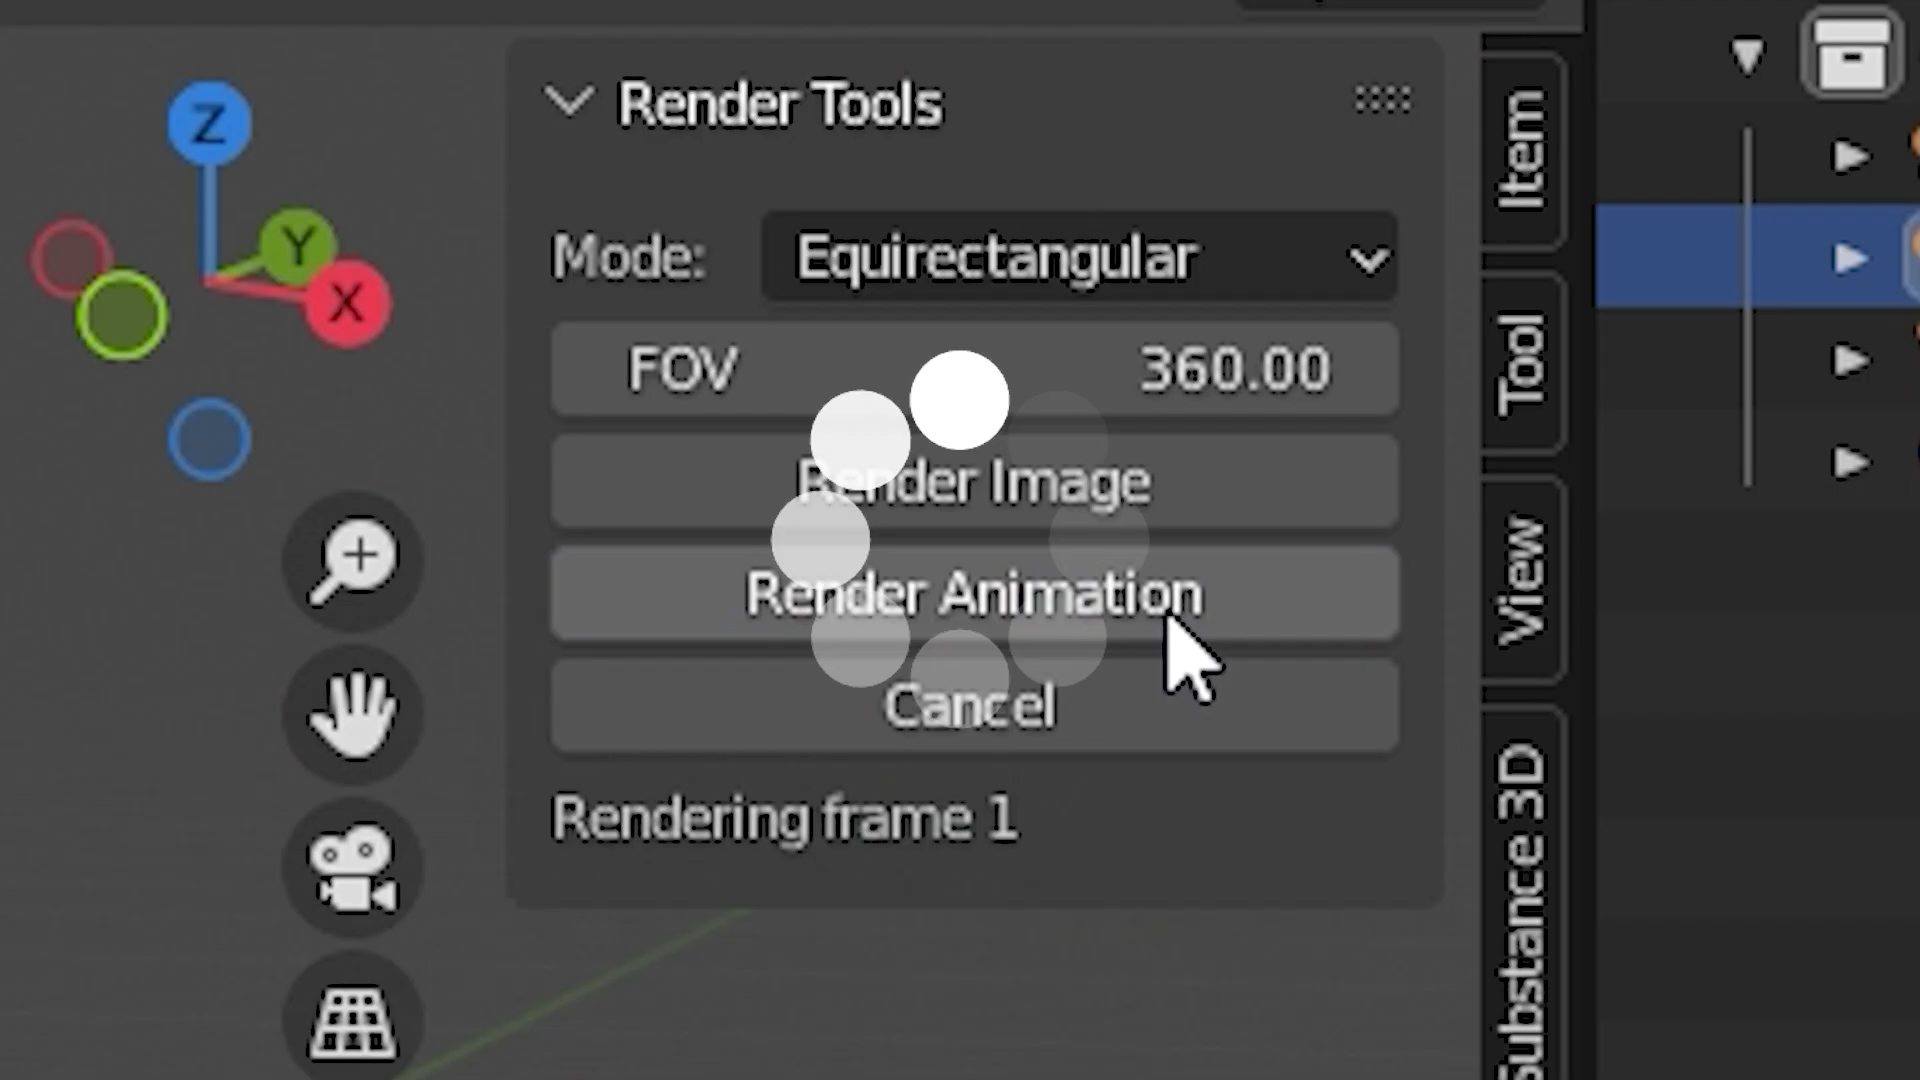 Render Tools
Z
Y
X
Mode: Equirectangular
FOV 360.00
Render Image
Render Animation
Cancel
Rendering frame 1
Item
Tool
View
Substance 3D